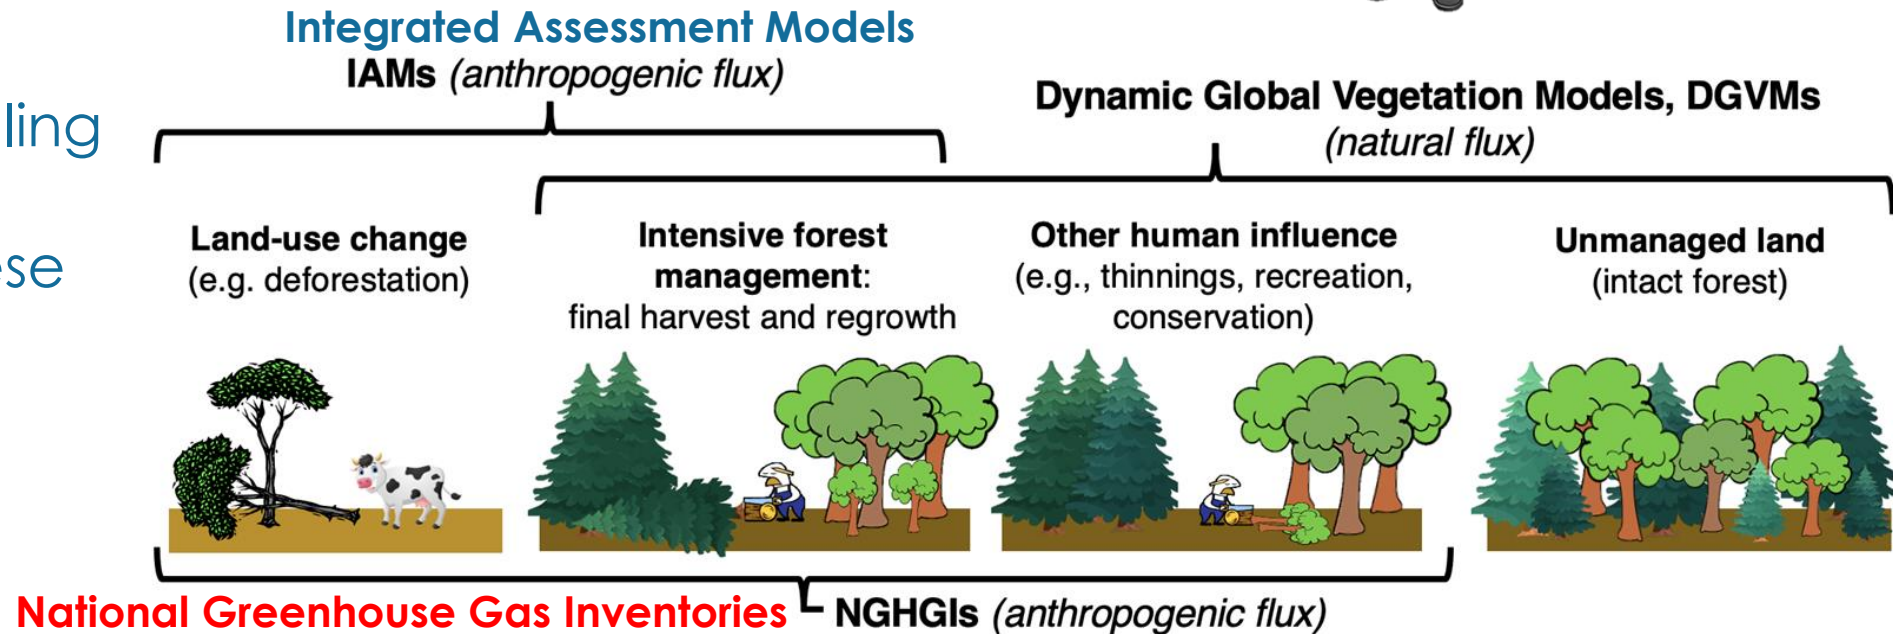 Integrated Assessment Models
IAMs (anthropogenic flux)
Dynamic Global Vegetation Models, DGVMs
(natural flux)
Land-use change
(e.g. deforestation)
Intensive forest
management:
final harvest and regrowth
Other human influence
(e.g., thinnings, recreation,
conservation)
Unmanaged land
(intact forest)
National Greenhouse Gas Inventories
NGHGIs (anthropogenic flux)